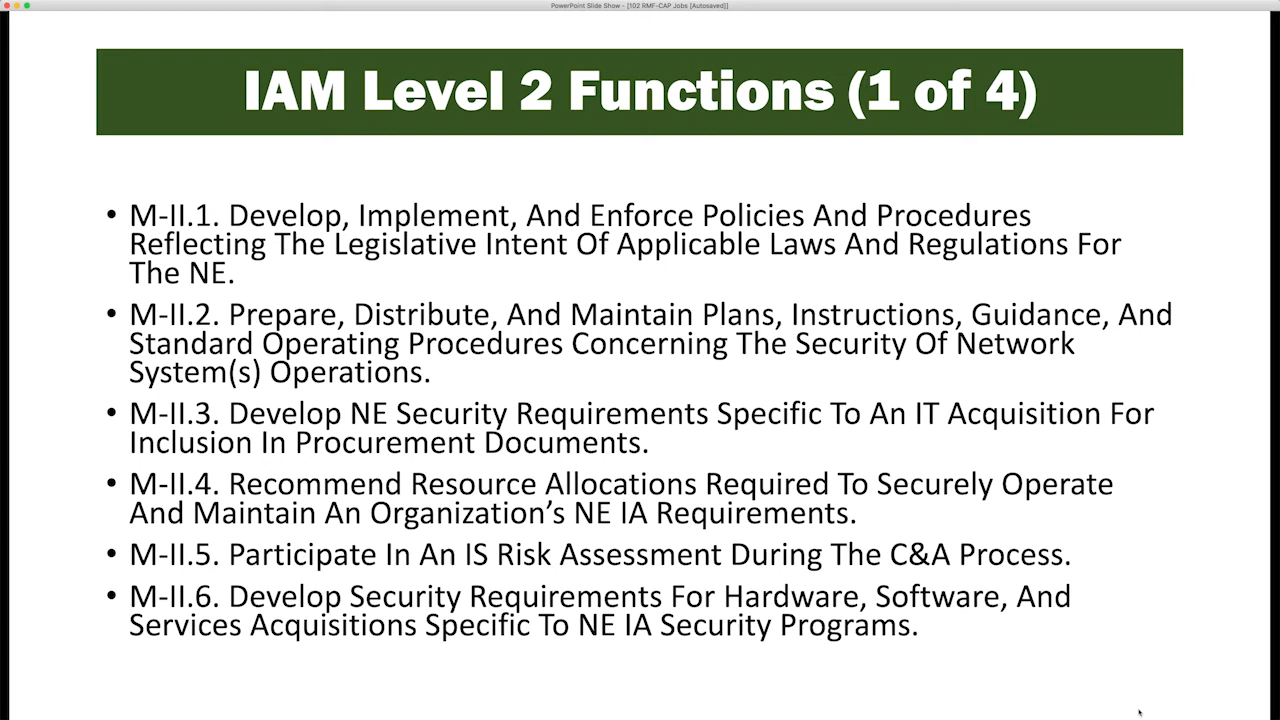 PowerPoint Slide Show - [102 RMF-CAP Jobs [Autosaved]]
IAM Level 2 Functions (1 of 4)
• M-II.1. Develop, Implement, And Enforce Policies And Procedures
Reflecting The Legislative Intent Of Applicable Laws And Regulations For
The NE.
• M-II.2. Prepare, Distribute, And Maintain Plans, Instructions, Guidance, And
Standard Operating Procedures Concerning The Security Of Network
System(s) Operations.
• M-II.3. Develop NE Security Requirements Specific To An IT Acquisition For
Inclusion In Procurement Documents.
• M-II.4. Recommend Resource Allocations Required To Securely Operate
And Maintain An Organization’s NE IA Requirements.
• M-II.5. Participate In An IS Risk Assessment During The C&A Process.
• M-II.6. Develop Security Requirements For Hardware, Software, And
Services Acquisitions Specific To NE IA Security Programs.